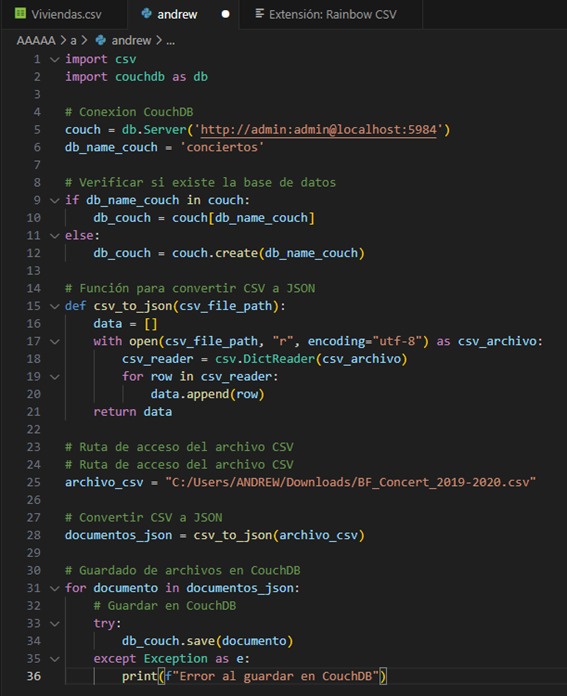 Viviendas.csv andrew Extensión: Rainbow CSV
AAAAA > a > andrew > ...
1 import csv
2 import couchdb as db
3
4 # Conexion CouchDB
5 couch = db.Server('http://admin:admin@localhost:5984')
6 db_name_couch = 'conciertos'
7
8 # Verificar si existe la base de datos
9 if db_name_couch in couch:
10     db_couch = couch[db_name_couch]
11 else:
12     db_couch = couch.create(db_name_couch)
13
14 # Función para convertir CSV a JSON
15 def csv_to_json(csv_file_path):
16     data = []
17     with open(csv_file_path, "r", encoding="utf-8") as csv_archivo:
18         csv_reader = csv.DictReader(csv_archivo)
19         for row in csv_reader:
20             data.append(row)
21     return data
22
23 # Ruta de acceso del archivo CSV
24 # Ruta de acceso del archivo CSV
25 archivo_csv = "C:/Users/ANDREW/Downloads/BF_Concert_2019-2020.csv"
26
27 # Convertir CSV a JSON
28 documentos_json = csv_to_json(archivo_csv)
29
30 # Guardado de archivos en CouchDB
31 for documento in documentos_json:
32     # Guardar en CouchDB
33     try:
34         db_couch.save(documento)
35     except Exception as e:
36         print(f"Error al guardar en CouchDB")